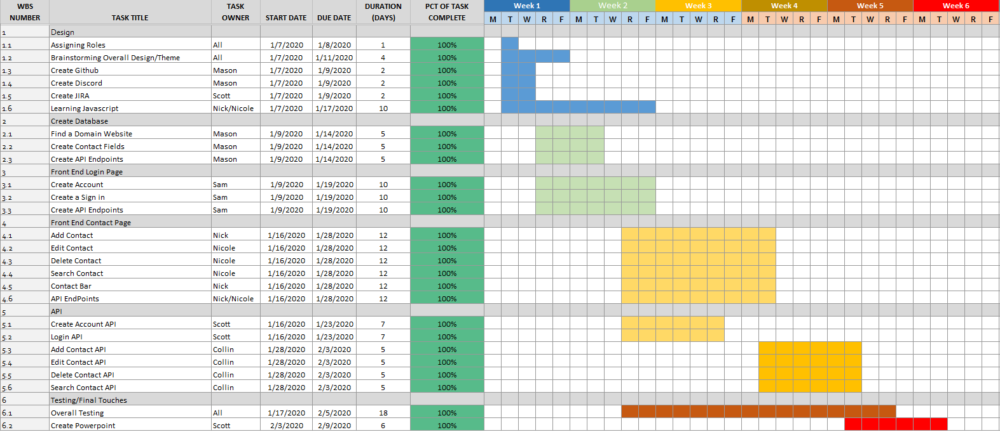 WBS NUMBER TASK TITLE TASK OWNER START DATE DUE DATE DURATION (DAYS) PCT OF TASK COMPLETE Week 1 Week 2 Week 3 Week 4 Week 5 Week 6
M T W R F M T W R F M T W R F M T W R F M T W R F M T W R F
1 Design
1.1 Assigning Roles All 1/7/2020 1/8/2020 1 100%
1.2 Brainstorming Overall Design/Theme All 1/7/2020 1/11/2020 4 100%
1.3 Create Github Mason 1/7/2020 1/9/2020 2 100%
1.4 Create Discord Mason 1/7/2020 1/9/2020 2 100%
1.5 Create JIRA Scott 1/7/2020 1/9/2020 2 100%
1.6 Learning Javascript Nick/Nicole 1/7/2020 1/17/2020 10 100%
2 Create Database
2.1 Find a Domain Website Mason 1/9/2020 1/14/2020 5 100%
2.2 Create Contact Fields Mason 1/9/2020 1/14/2020 5 100%
2.3 Create API Endpoints Mason 1/9/2020 1/14/2020 5 100%
3 Front End Login Page
3.1 Create Account Sam 1/9/2020 1/19/2020 10 100%
3.2 Create a Sign in Sam 1/9/2020 1/19/2020 10 100%
3.3 Create API Endpoints Sam 1/9/2020 1/19/2020 10 100%
4 Front End Contact Page
4.1 Add Contact Nick 1/16/2020 1/28/2020 12 100%
4.2 Edit Contact Nicole 1/16/2020 1/28/2020 12 100%
4.3 Delete Contact Nicole 1/16/2020 1/28/2020 12 100%
4.4 Search Contact Nicole 1/16/2020 1/28/2020 12 100%
4.5 Contact Bar Nick 1/16/2020 1/28/2020 12 100%
4.6 API EndPoints Nick/Nicole 1/16/2020 1/28/2020 12 100%
5 API
5.1 Create Account API Scott 1/16/2020 1/23/2020 7 100%
5.2 Login API Scott 1/16/2020 1/23/2020 7 100%
5.3 Add Contact API Collin 1/28/2020 2/3/2020 5 100%
5.4 Edit Contact API Collin 1/28/2020 2/3/2020 5 100%
5.5 Delete Contact API Collin 1/28/2020 2/3/2020 5 100%
5.6 Search Contact API Collin 1/28/2020 2/3/2020 5 100%
6 Testing/Final Touches
6.1 Overall Testing All 1/17/2020 2/5/2020 18 100%
6.2 Create Powerpoint Scott 2/3/2020 2/9/2020 6 100%